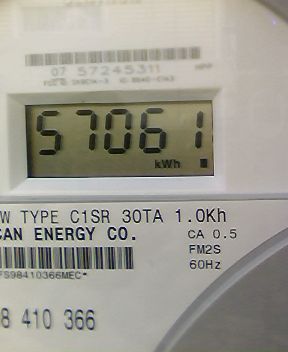 07 57245311
57061
kWh
W TYPE C1SR 30TA 1.0Kh
CAN ENERGY CO.
CA 0.5
FM2S
60Hz
FS98410366MEC*
8 410 366